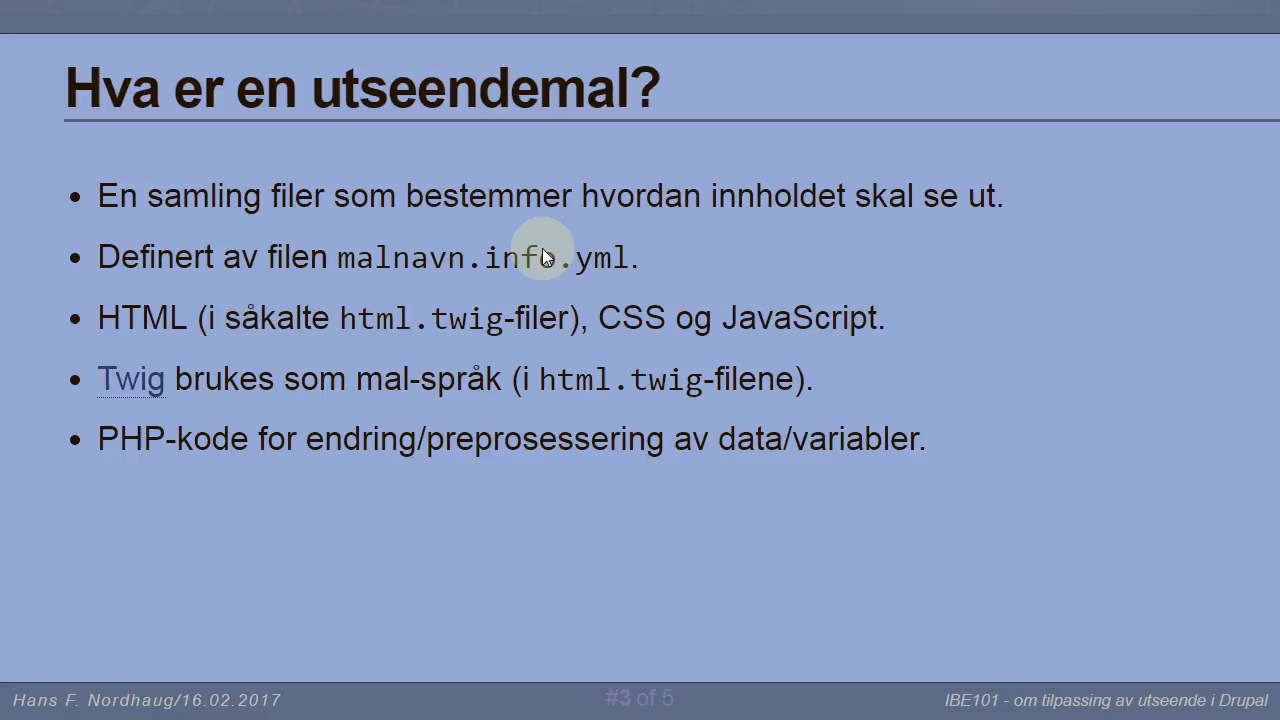 Hva er en utseendemal?
• En samling filer som bestemmer hvordan innholdet skal se ut.
• Definert av filen malnavn.info.yml.
• HTML (i såkalte html.twig-filer), CSS og JavaScript.
• Twig brukes som mal-språk (i html.twig-filene).
• PHP-kode for endring/preprosessering av data/variabler.
Hans F. Nordhaug/16.02.2017
#3 of 5
IBE101 - om tilpassing av utseende i Drupal